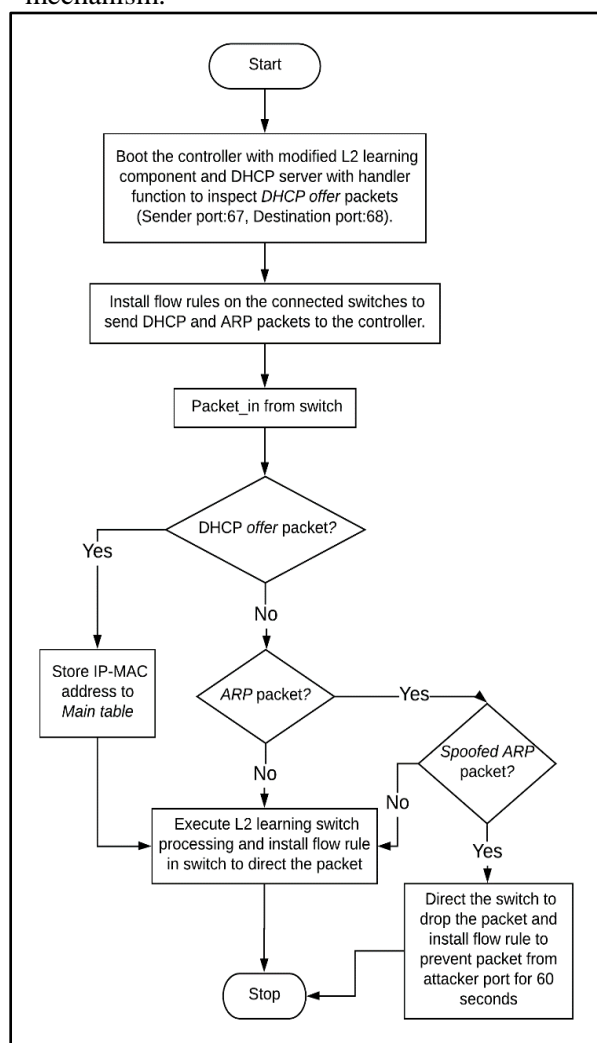 mechanism.
Start
Boot the controller with modified L2 learning
component and DHCP server with handler
function to inspect DHCP offer packets
(Sender port:67, Destination port:68).
Install flow rules on the connected switches to
send DHCP and ARP packets to the controller.
Packet_in from switch
DHCP offer packet?
Yes
No
Store IP-MAC
address to
Main table
ARP packet?
Yes
Spoofed ARP
packet?
No
No
Execute L2 learning switch
processing and install flow rule
in switch to direct the packet
Yes
Direct the switch to
drop the packet and
install flow rule to
prevent packet from
attacker port for 60
seconds
Stop